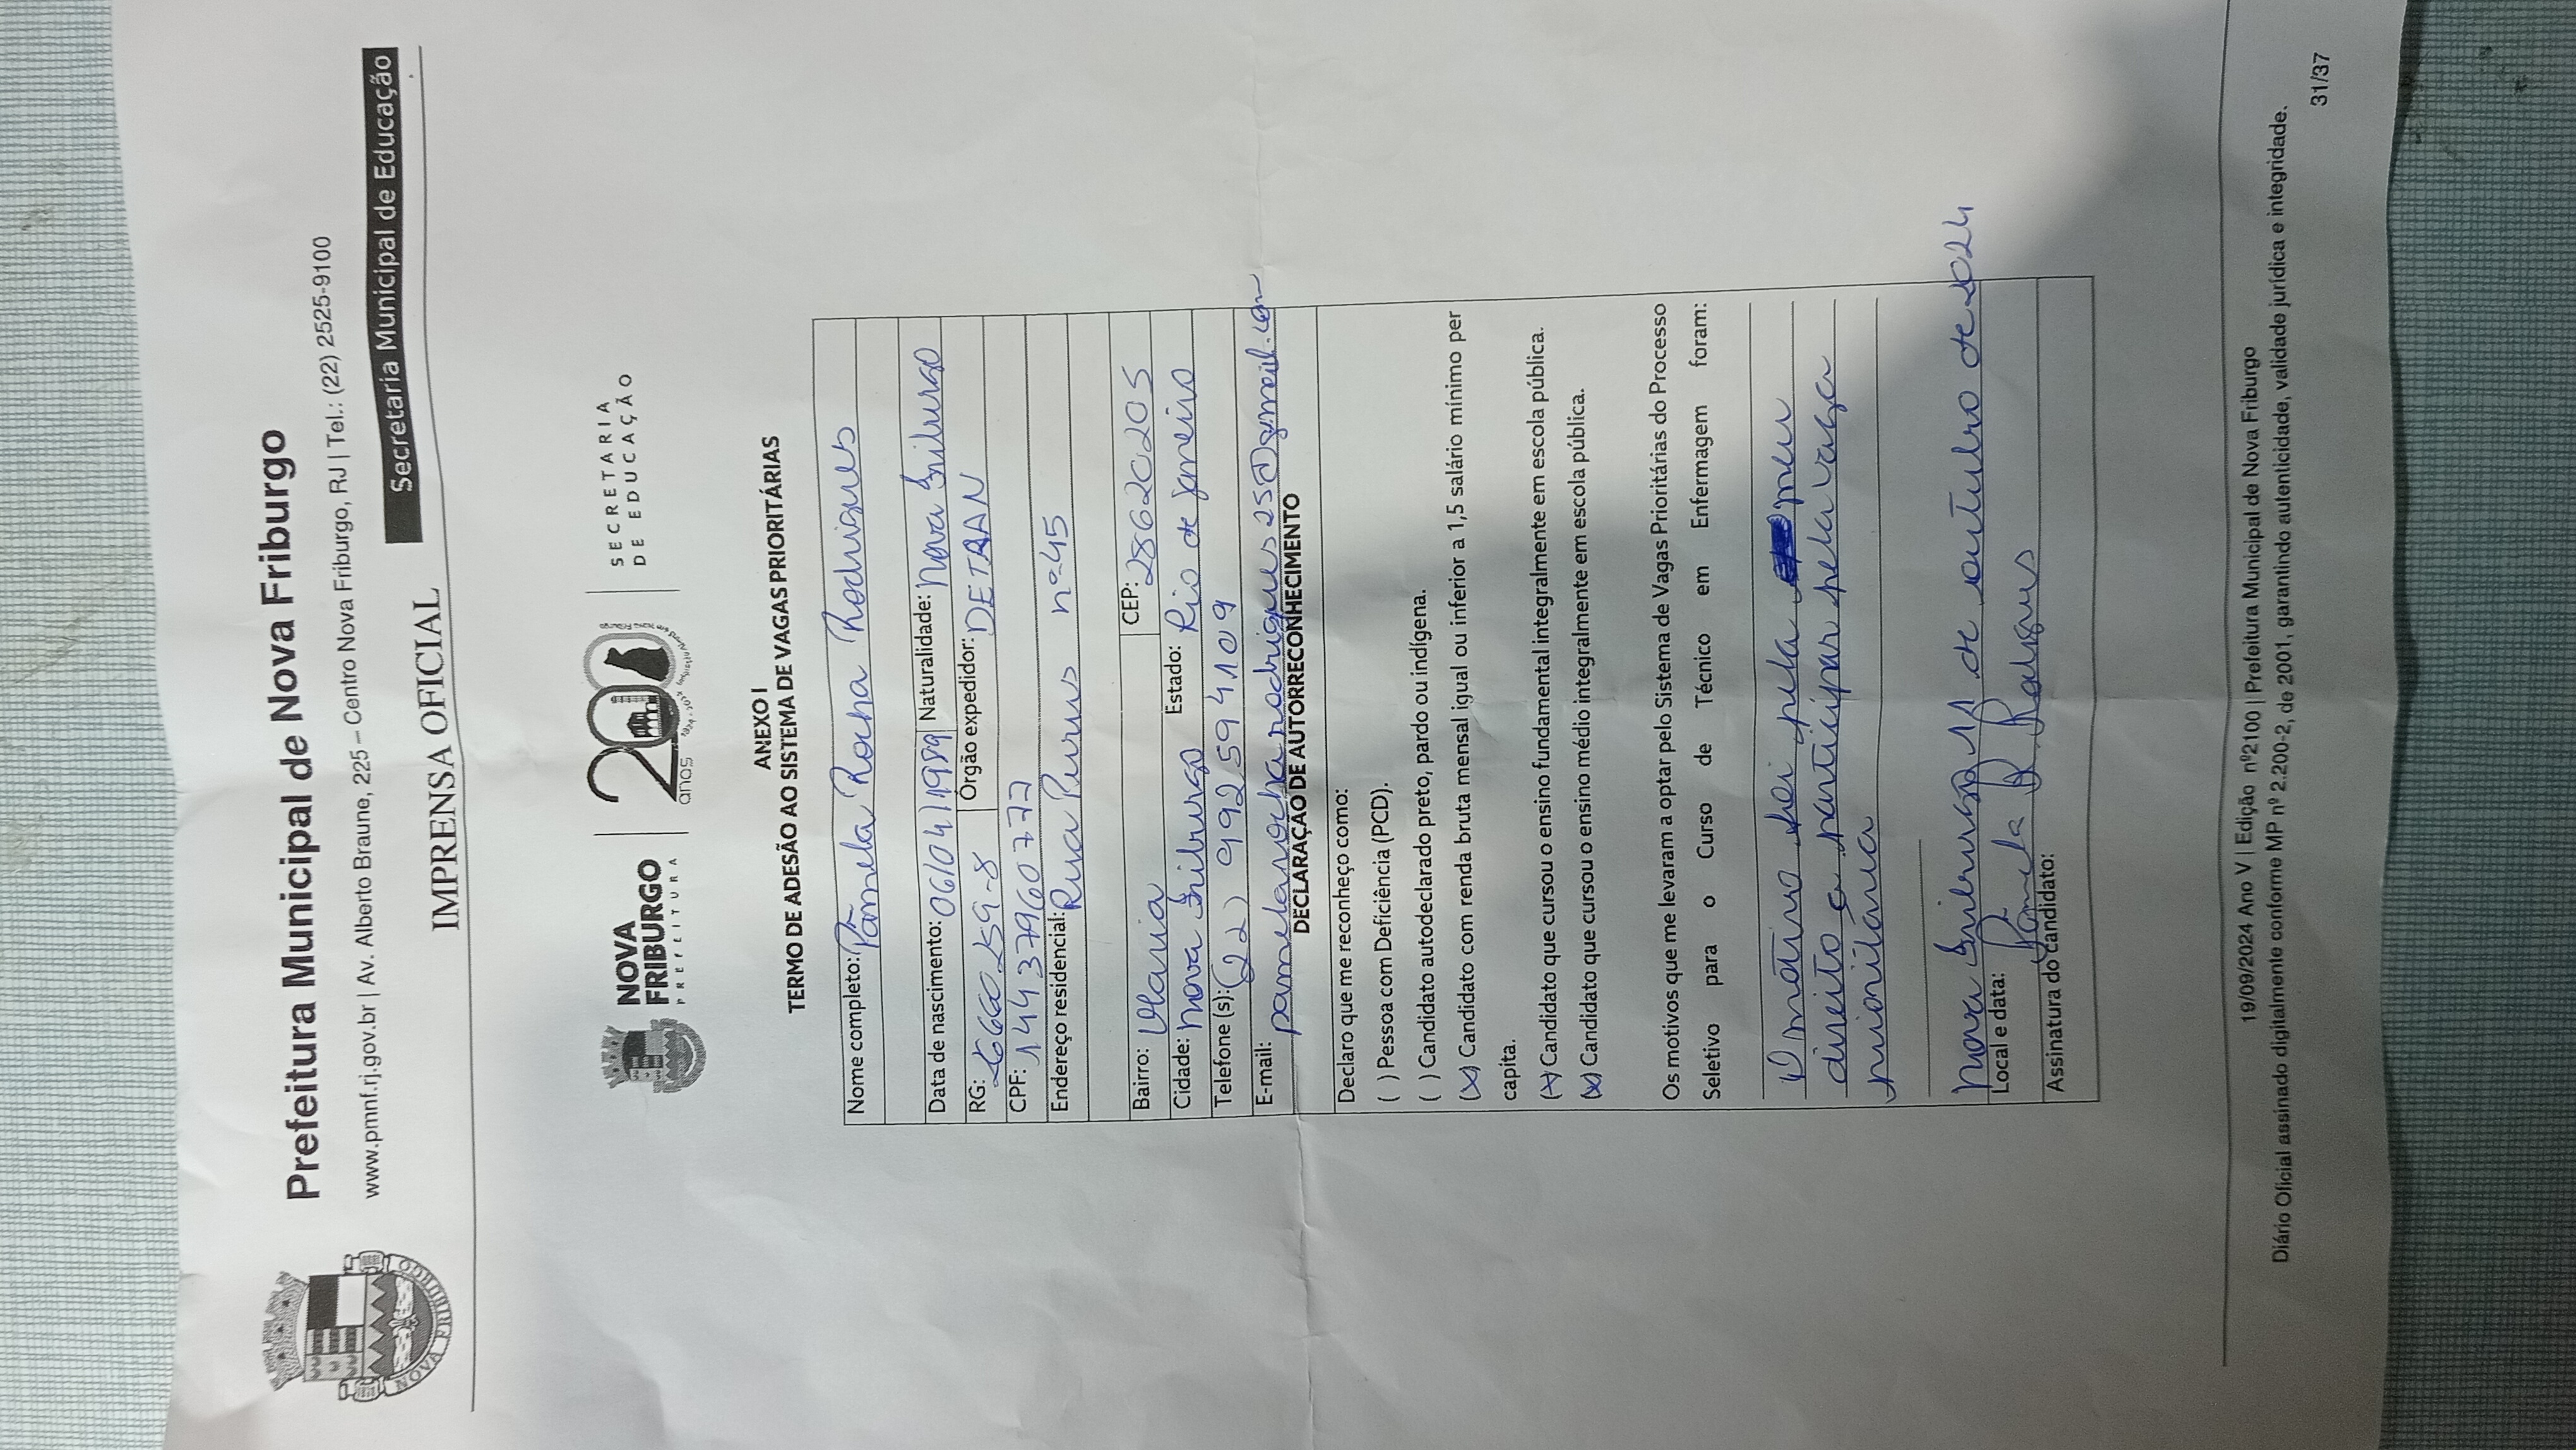 Prefeitura Municipal de Nova Friburgo
www.pmnf.rj.gov.br | Av. Alberto Braune, 225 – Centro Nova Friburgo, RJ | Tel.: (22) 2525-9100
Secretaria Municipal de Educação
IMPRENSA OFICIAL
NOVA FRIBURGO
NOVA
FRIBURGO
PREFEITURA
200
anos
1824 - 2024
SECRETARIA
DE EDUCAÇÃO
ANEXO I
TERMO DE ADESÃO AO SISTEMA DE VAGAS PRIORITÁRIAS
Nome completo: Pâmela Rocha Rodrigues
Data de nascimento: 06/04/1989 Naturalidade: Nova Friburgo
RG: 26660.259-8 Órgão expedidor: DETRAN
CPF: 14437960777
Endereço residencial: Rua Purus nº 45
Bairro: Olaria CEP: 28620205
Cidade: Nova Friburgo Estado: Rio de janeiro
Telefone (s): (22) 992594109
E-mail: pamelarocharodrigues25@gmail.com
DECLARAÇÃO DE AUTORRECONHECIMENTO
Declaro que me reconheço como:
( ) Pessoa com Deficiência (PCD).
( ) Candidato autodeclarado preto, pardo ou indígena.
(X) Candidato com renda bruta mensal igual ou inferior a 1,5 salário mínimo per
capita.
(X) Candidato que cursou o ensino fundamental integralmente em escola pública.
(X) Candidato que cursou o ensino médio integralmente em escola pública.
Os motivos que me levaram a optar pelo Sistema de Vagas Prioritárias do Processo
Seletivo para o Curso de Técnico em Enfermagem foram:
O motivo foi pela meu
direito a participar pela vaga
prioritária
Nova Friburgo 11 de outubro de 2024
Local e data:
Pâmela R. Rodrigues
Assinatura do candidato:
19/09/2024 Ano V | Edição nº2100 | Prefeitura Municipal de Nova Friburgo
Diário Oficial assinado digitalmente conforme MP nº 2.200-2, de 2001, garantindo autenticidade, validade jurídica e integridade.
31/37